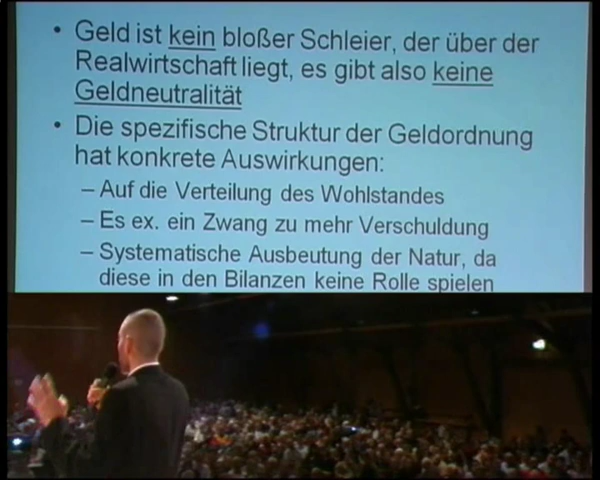 • Geld ist kein bloßer Schleier, der über der
Realwirtschaft liegt, es gibt also keine
Geldneutralität
• Die spezifische Struktur der Geldordnung
hat konkrete Auswirkungen:
– Auf die Verteilung des Wohlstandes
– Es ex. ein Zwang zu mehr Verschuldung
– Systematische Ausbeutung der Natur, da
diese in den Bilanzen keine Rolle spielen